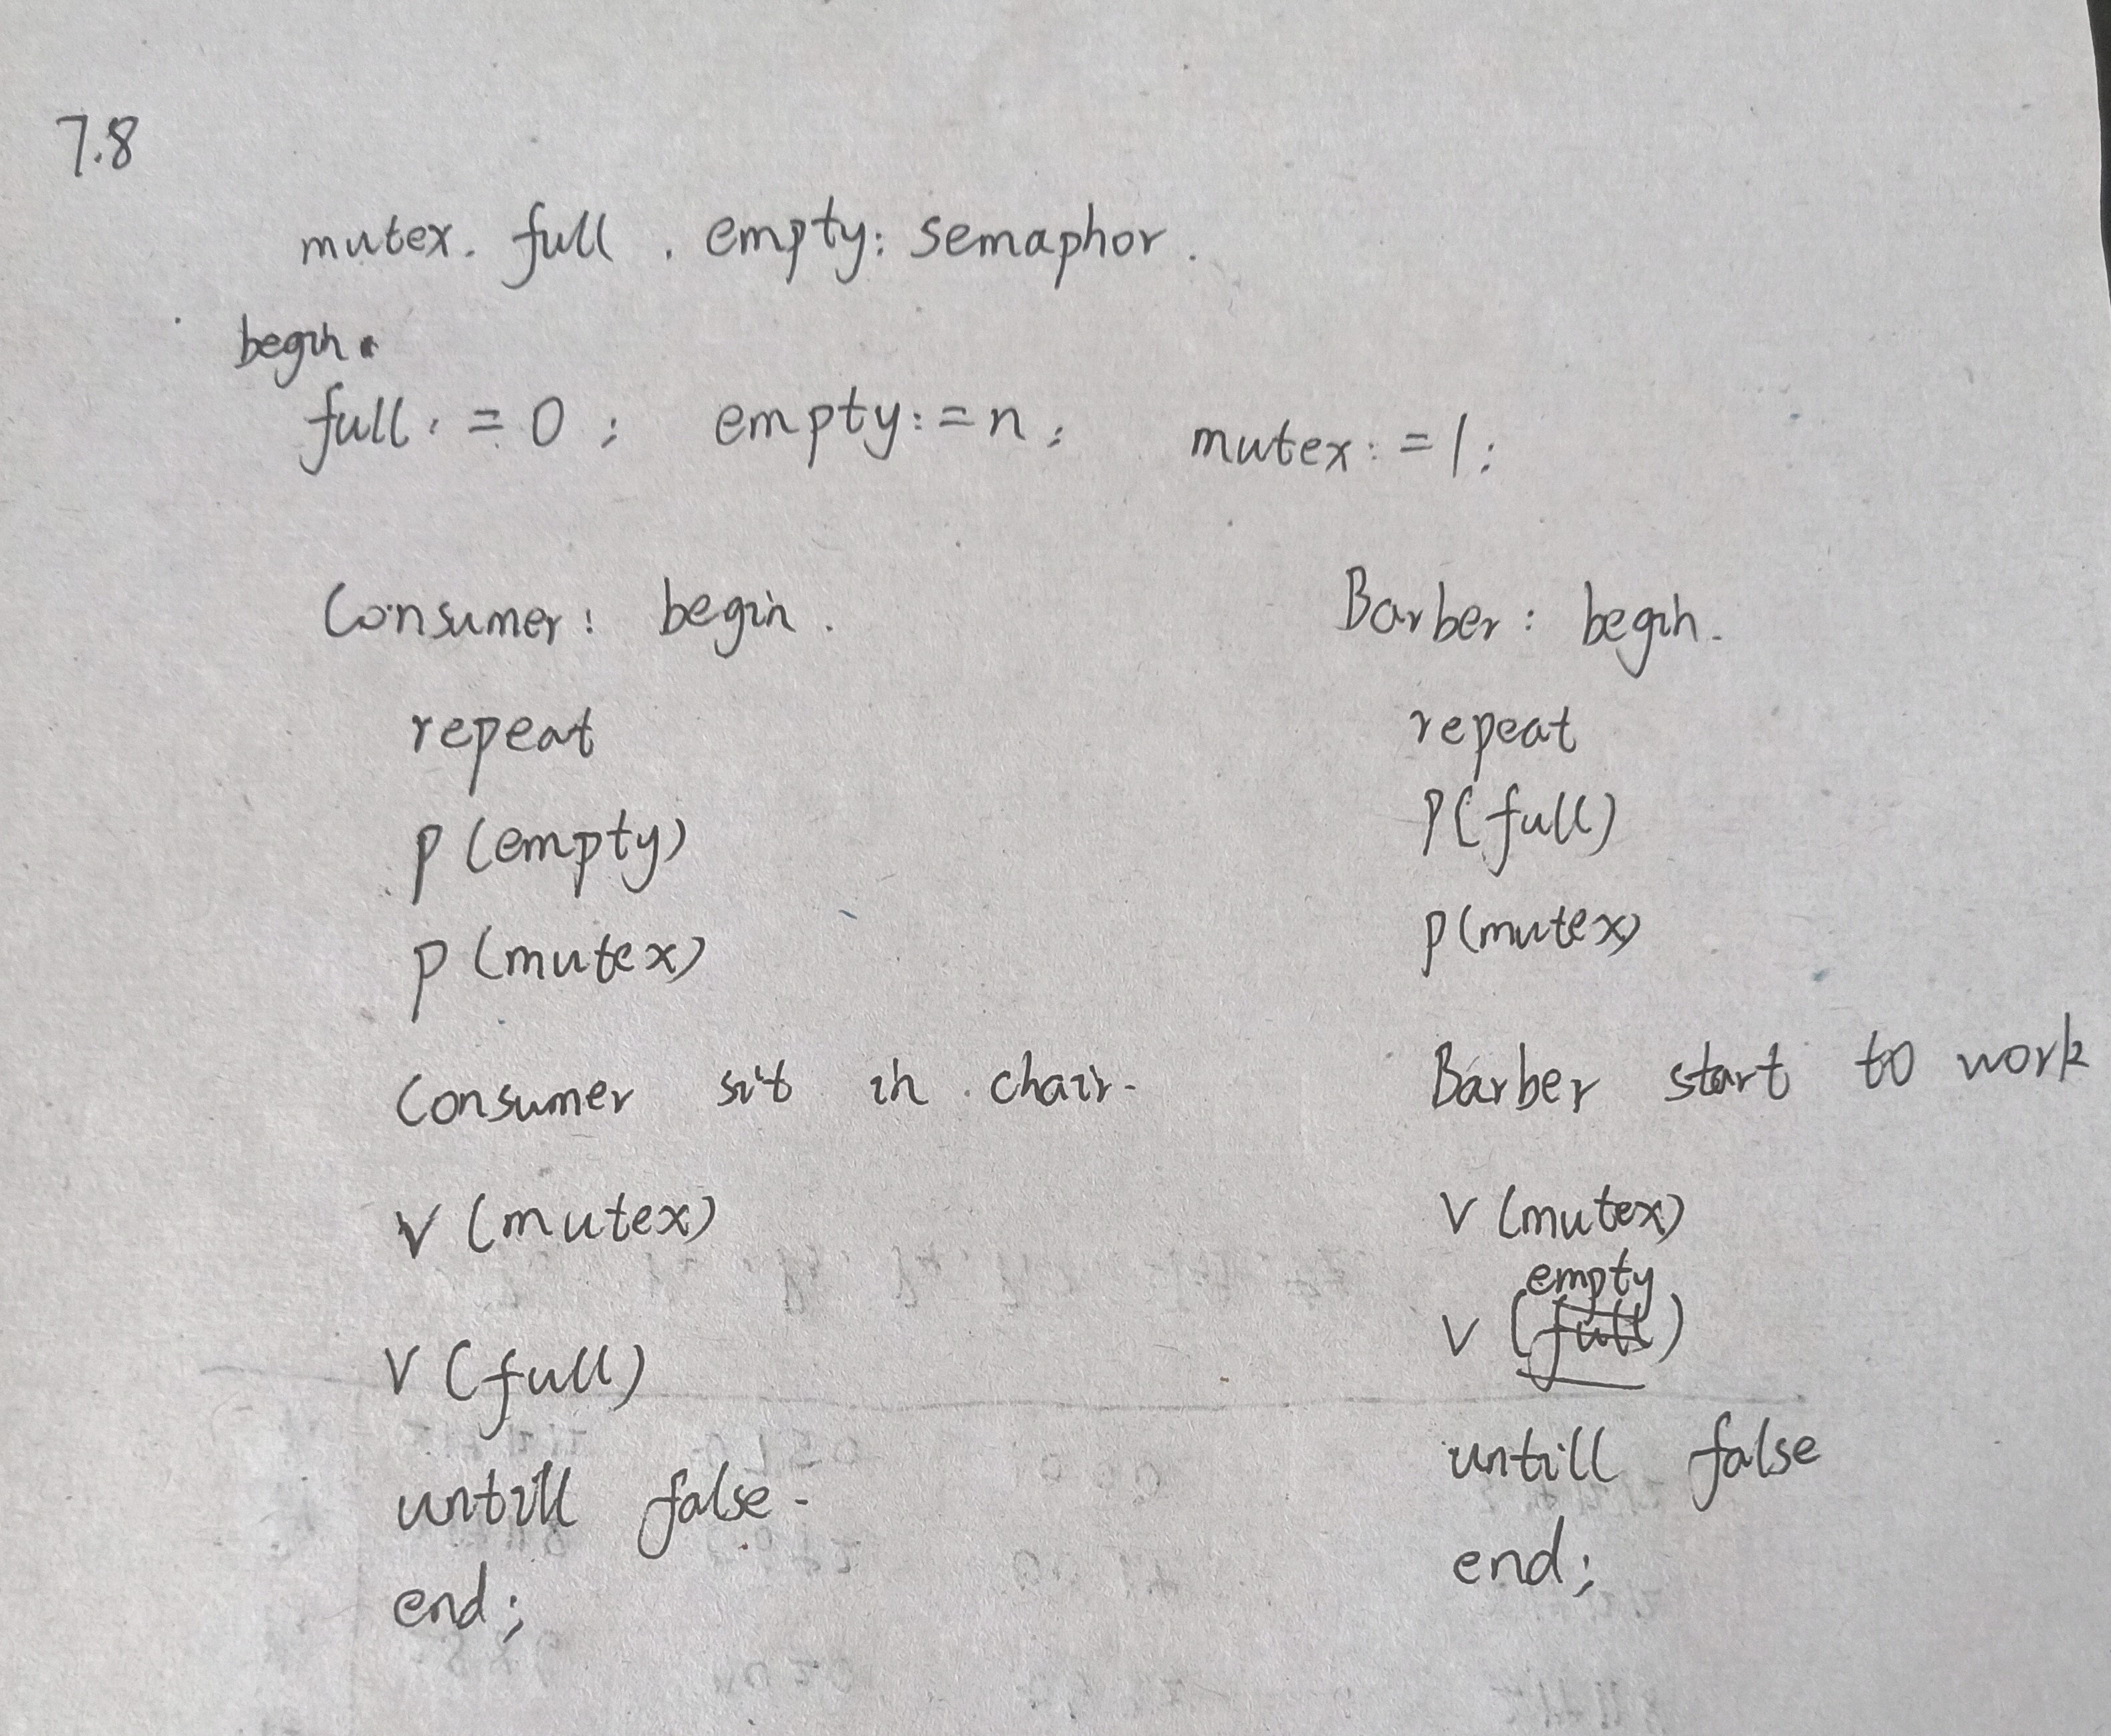 7.8
mutex. full. empty: semaphor.
begin.
full:=0; empty:=n; mutex:=1;
Consumer: begin.
repeat
p(empty)
p(mutex)
Consumer sit in chair.
V(mutex)
V(full)
untill false.
end;
Barber: begin.
repeat
P(full)
p(mutex)
Barber start to work
V(mutex)
empty
V(full)
untill false
end;